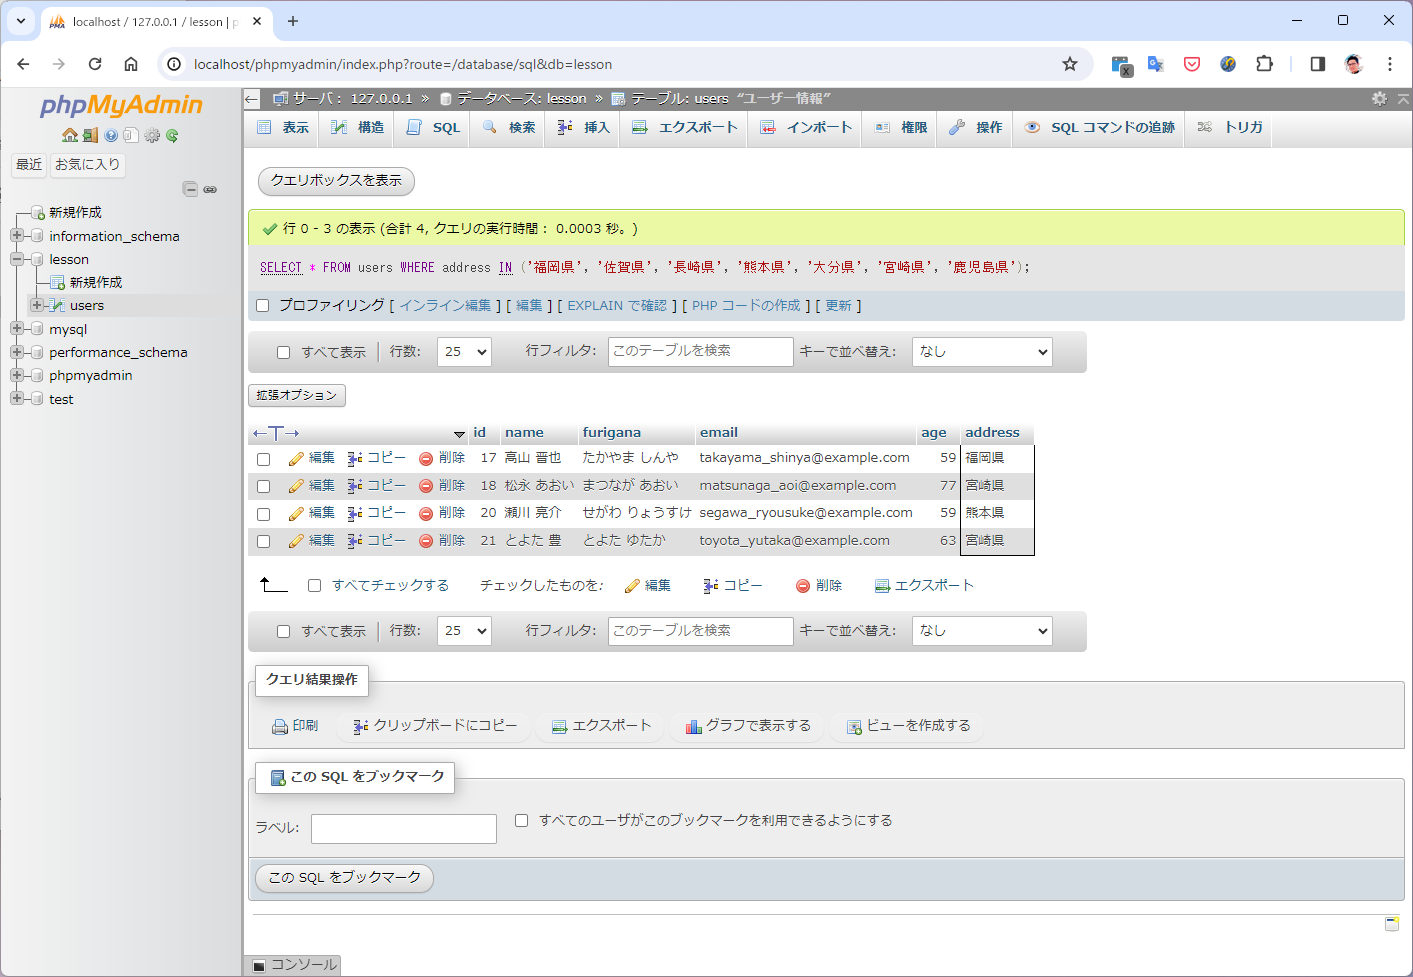 localhost / 127.0.0.1 / lesson | p
localhost/phpmyadmin/index.php?route=/database/sql&db=lesson
phpMyAdmin
最近 お気に入り
新規作成
information_schema
lesson
新規作成
users
mysql
performance_schema
phpmyadmin
test
サーバ: 127.0.0.1 » データベース: lesson » テーブル: users “ユーザー情報”
表示 構造 SQL 検索 挿入 エクスポート インポート 権限 操作 SQL コマンドの追跡 トリガ
クエリボックスを表示
行 0 - 3 の表示 (合計 4, クエリの実行時間: 0.0003 秒。)
SELECT * FROM users WHERE address IN ('福岡県', '佐賀県', '長崎県', '熊本県', '大分県', '宮崎県', '鹿児島県');
プロファイリング [ インライン編集 ] [ 編集 ] [ EXPLAIN で確認 ] [ PHP コードの作成 ] [ 更新 ]
すべて表示 行数: 25 行フィルタ: このテーブルを検索 キーで並べ替え: なし
拡張オプション
←T→ id name furigana email age address
編集 コピー 削除 17 高山 晋也 たかやま しんや takayama_shinya@example.com 59 福岡県
編集 コピー 削除 18 松永 あおい まつなが あおい matsunaga_aoi@example.com 77 宮崎県
編集 コピー 削除 20 瀬川 亮介 せがわ りょうすけ segawa_ryousuke@example.com 59 熊本県
編集 コピー 削除 21 とよた 豊 とよた ゆたか toyota_yutaka@example.com 63 宮崎県
すべてチェックする チェックしたものを: 編集 コピー 削除 エクスポート
すべて表示 行数: 25 行フィルタ: このテーブルを検索 キーで並べ替え: なし
クエリ結果操作
印刷 クリップボードにコピー エクスポート グラフで表示する ビューを作成する
この SQL をブックマーク
ラベル: すべてのユーザがこのブックマークを利用できるようにする
この SQL をブックマーク
コンソール